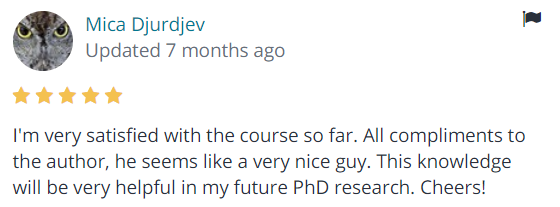 Mica Djurdjev
Updated 7 months ago
I'm very satisfied with the course so far. All compliments to
the author, he seems like a very nice guy. This knowledge
will be very helpful in my future PhD research. Cheers!